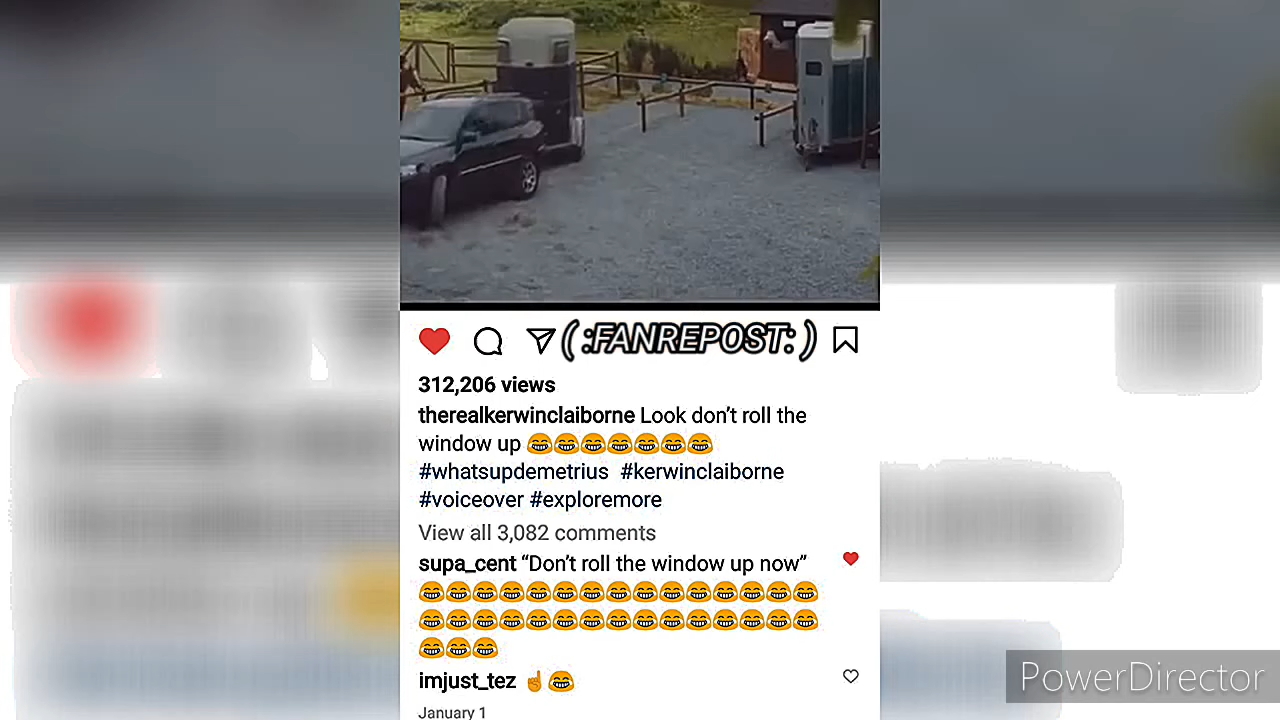 ( :FANREPOST: )
312,206 views
therealkerwinclaiborne Look don’t roll the
window up 😂😂😂😂😂😂😂
#whatsupdemetrius #kerwinclaiborne
#voiceover #exploremore
View all 3,082 comments
supa_cent “Don’t roll the window up now”
😂😂😂😂😂😂😂😂😂😂😂😂😂😂😂
😂😂😂😂😂😂😂😂😂😂😂😂😂😂😂
😂😂😂
imjust_tez ☝😂
January 1
PowerDirector